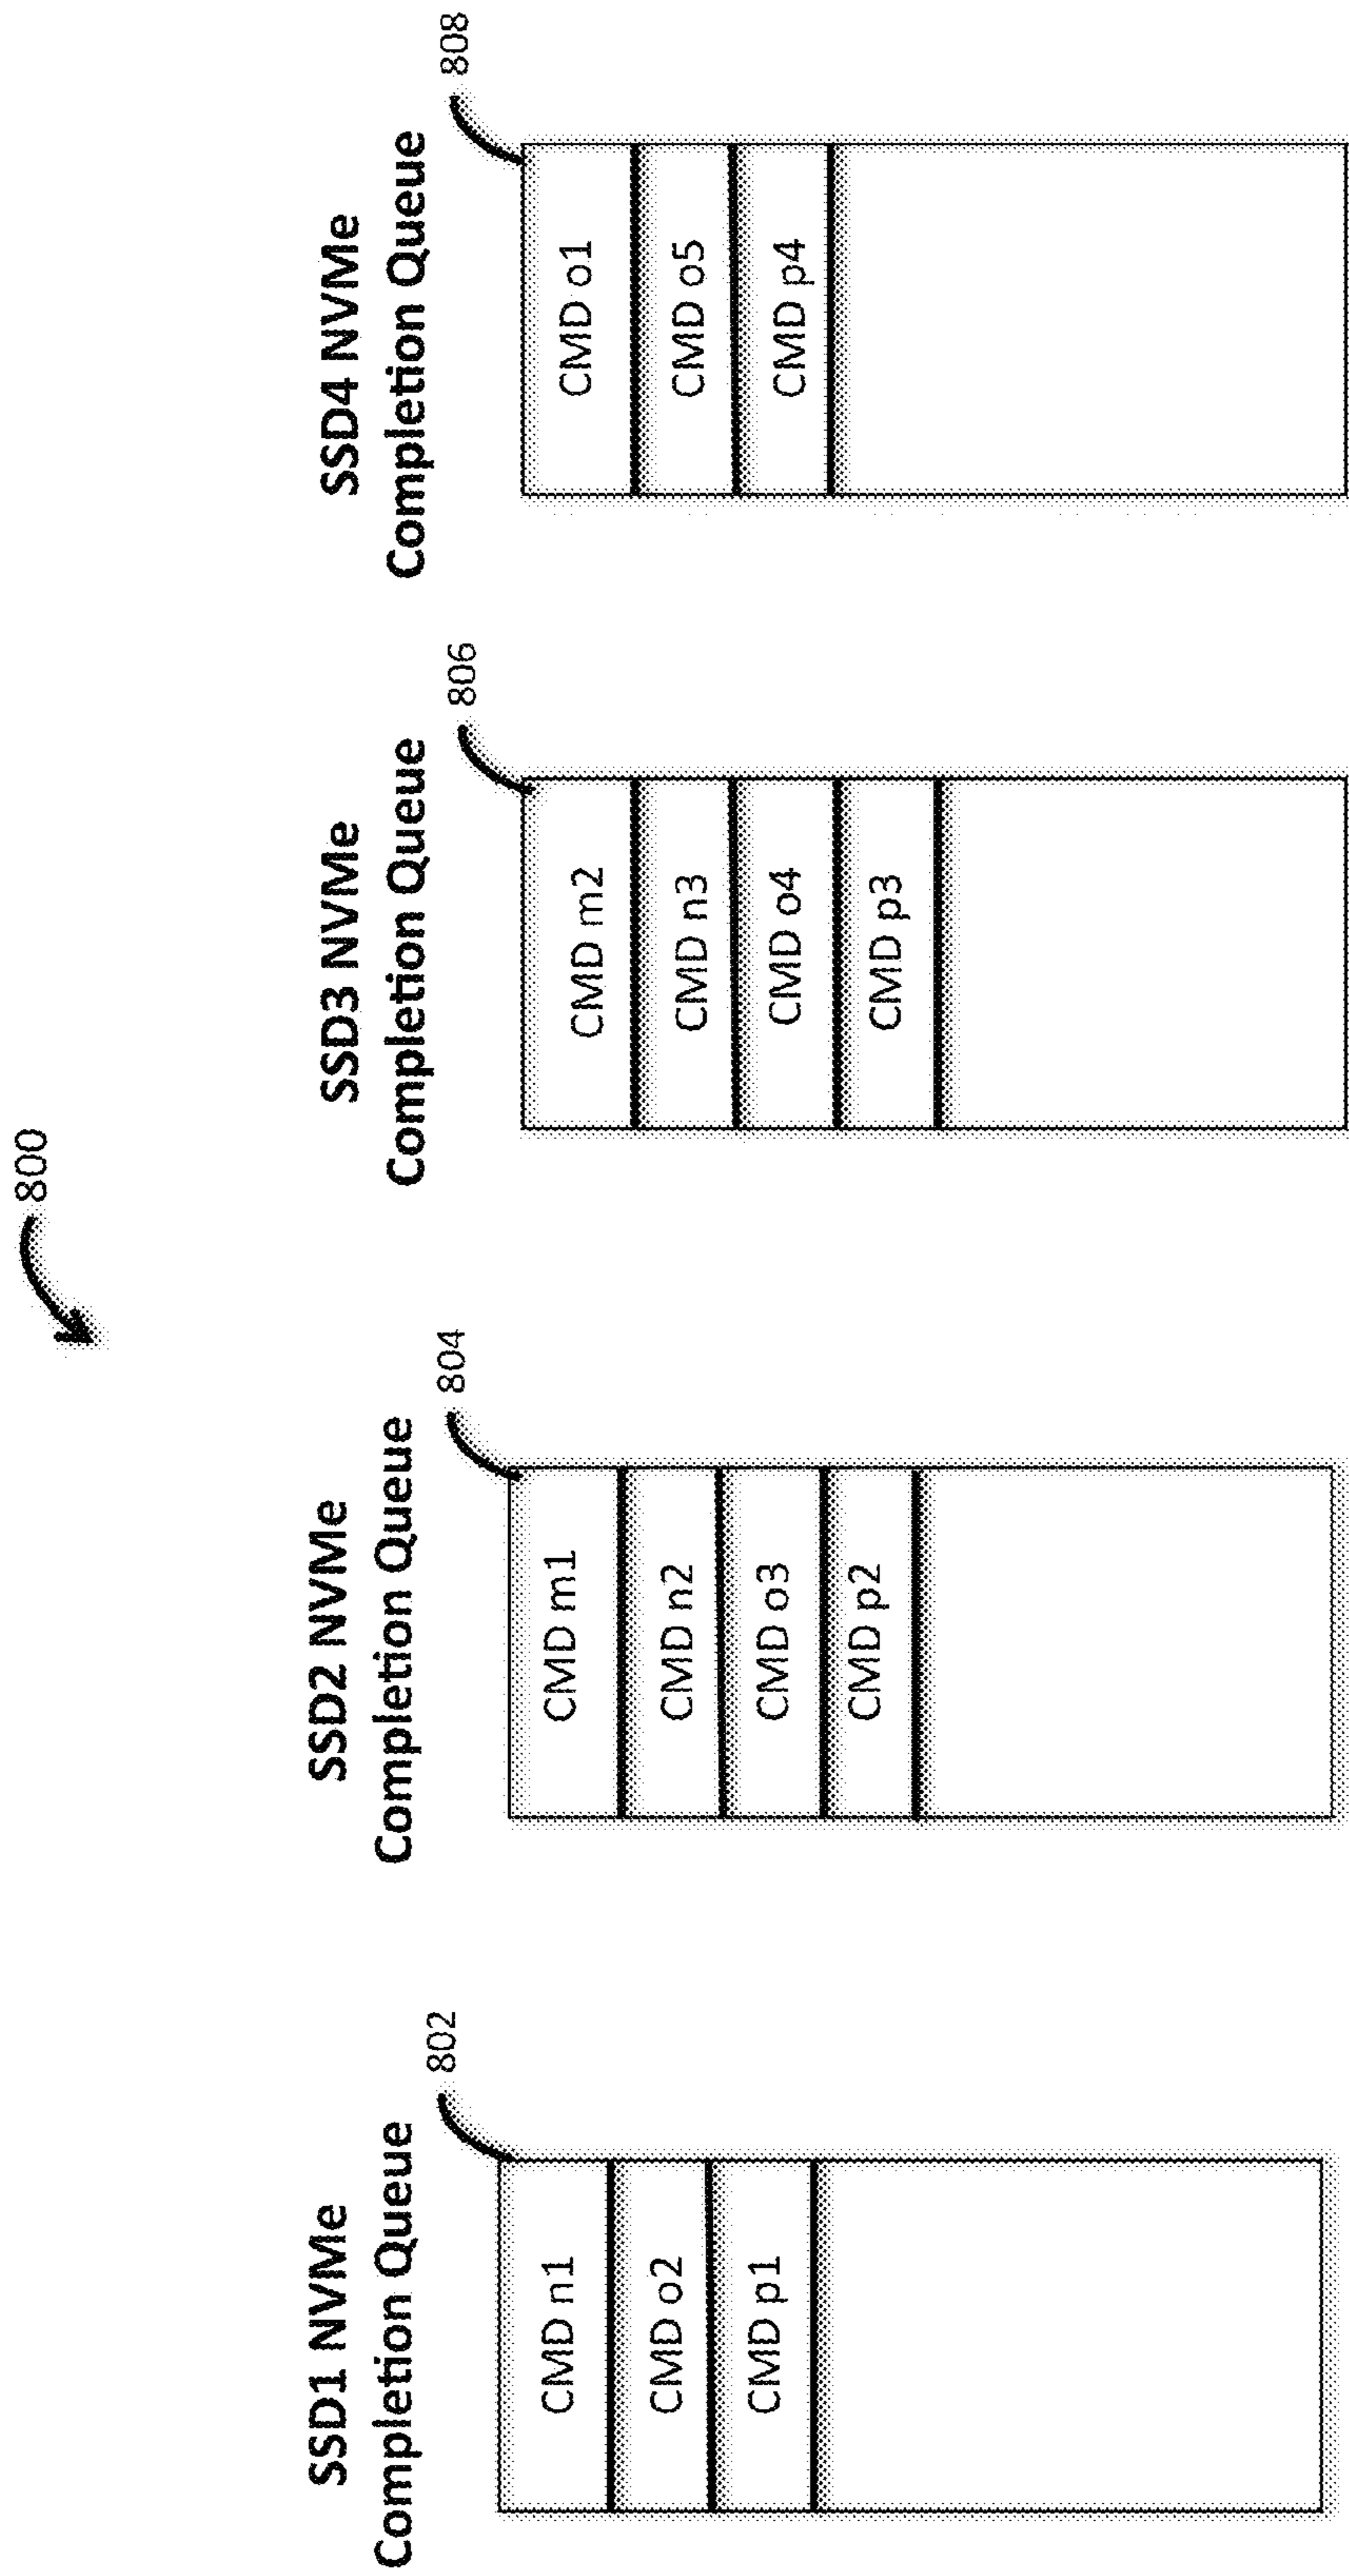 800
SSD1 NVMe
Completion Queue
802
CMD n1
CMD o2
CMD p1
SSD2 NVMe
Completion Queue
804
CMD m1
CMD n2
CMD o3
CMD p2
SSD3 NVMe
Completion Queue
806
CMD m2
CMD n3
CMD o4
CMD p3
SSD4 NVMe
Completion Queue
808
CMD o1
CMD o5
CMD p4